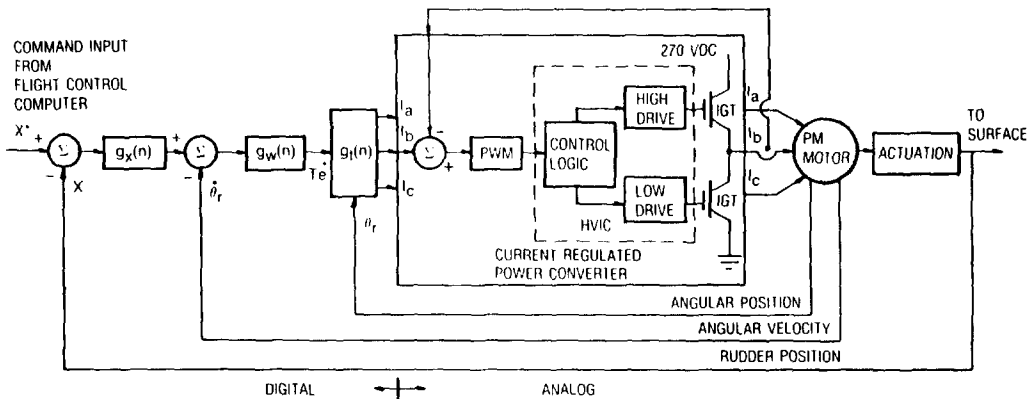 COMMAND INPUT
FROM
FLIGHT CONTROL
COMPUTER
X*
+
Σ
-
X
gx(n)
+
Σ
-
θ̇r
gw(n)
Te*
gt(n)
θr
Ia
Ib
Ic
-
Σ
+
PWM
CONTROL
LOGIC
HIGH
DRIVE
LOW
DRIVE
HVIC
270 VDC
IGT
IGT
CURRENT REGULATED
POWER CONVERTER
Ia
Ib
Ic
PM
MOTOR
ACTUATION
TO
SURFACE
ANGULAR POSITION
ANGULAR VELOCITY
RUDDER POSITION
DIGITAL
ANALOG